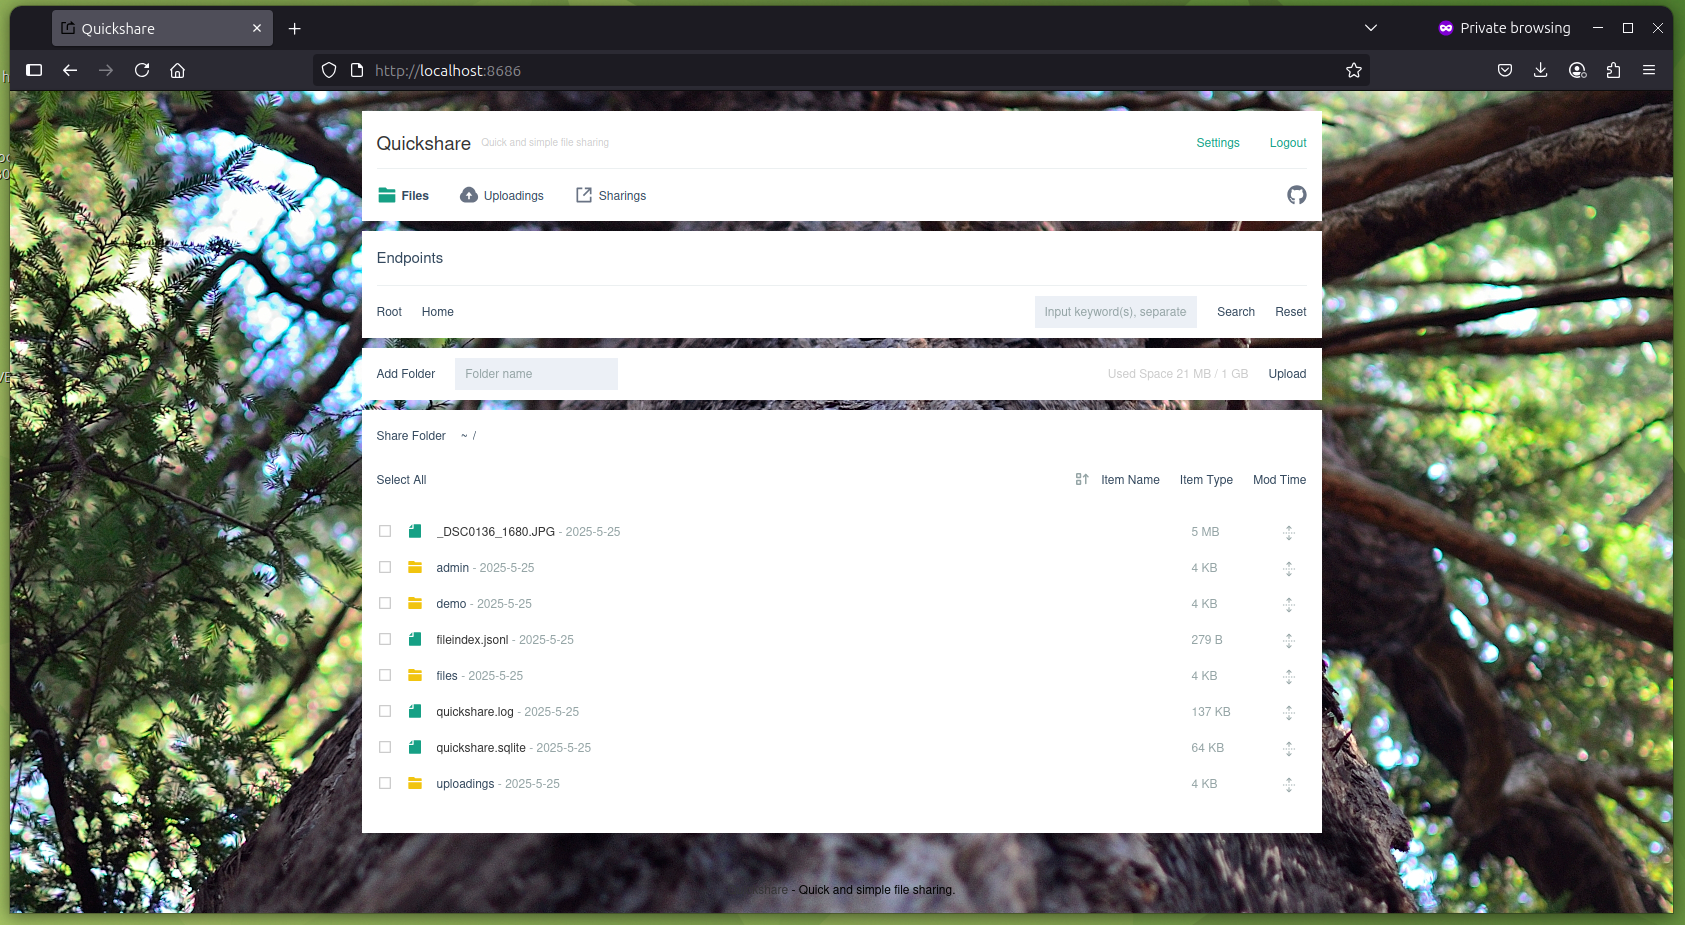 Quickshare
Private browsing
http://localhost:8686
Quickshare Quick and simple file sharing Settings Logout
Files Uploadings Sharings
Endpoints
Root Home Input keyword(s), separate Search Reset
Add Folder Folder name Used Space 21 MB / 1 GB Upload
Share Folder ~ /
Select All Item Name Item Type Mod Time
_DSC0136_1680.JPG - 2025-5-25 5 MB
admin - 2025-5-25 4 KB
demo - 2025-5-25 4 KB
fileindex.jsonl - 2025-5-25 279 B
files - 2025-5-25 4 KB
quickshare.log - 2025-5-25 137 KB
quickshare.sqlite - 2025-5-25 64 KB
uploadings - 2025-5-25 4 KB
- Quick and simple file sharing.